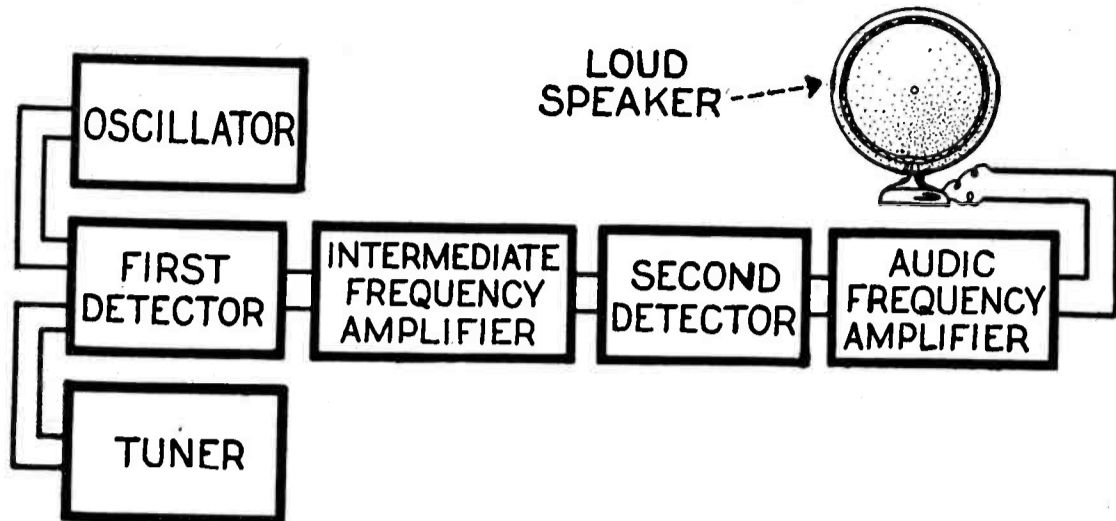 OSCILLATOR
LOUD
SPEAKER
FIRST
DETECTOR
INTERMEDIATE
FREQUENCY
AMPLIFIER
SECOND
DETECTOR
AUDIC
FREQUENCY
AMPLIFIER
TUNER